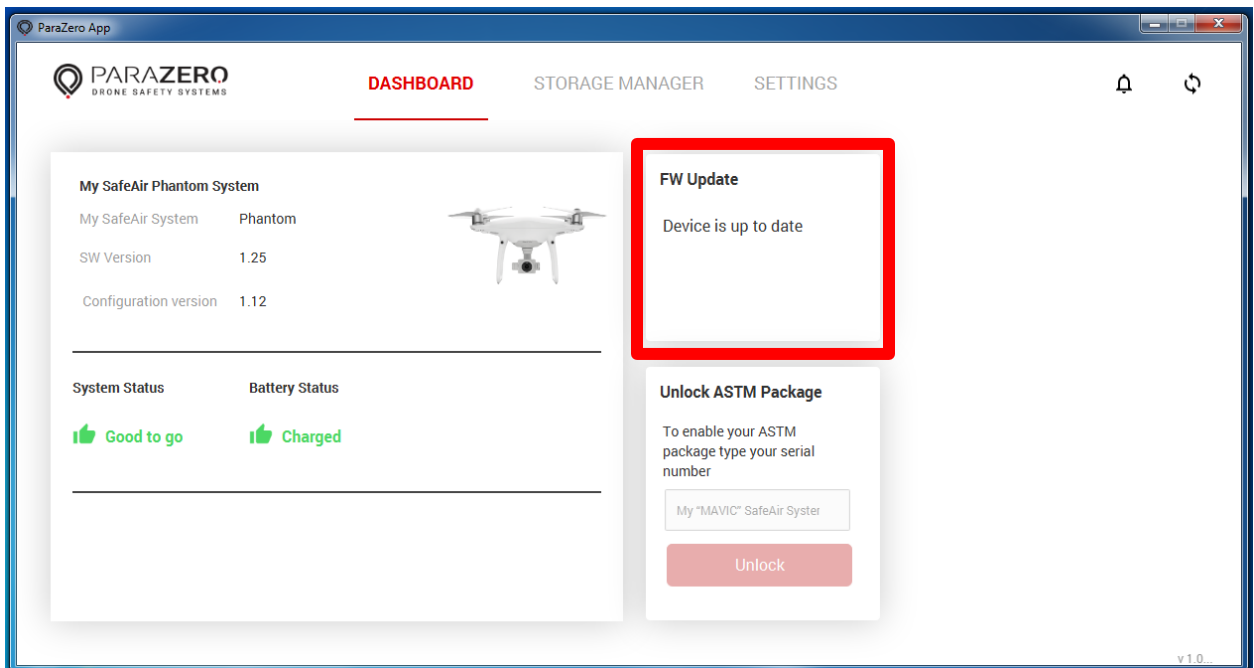 ParaZero App
PARAZERO
DRONE SAFETY SYSTEMS
DASHBOARD
STORAGE MANAGER
SETTINGS
My SafeAir Phantom System
My SafeAir System Phantom
SW Version 1.25
Configuration version 1.12
System Status Battery Status
Good to go Charged
FW Update
Device is up to date
Unlock ASTM Package
To enable your ASTM
package type your serial
number
My "MAVIC" SafeAir Syster
Unlock
v 1.0...